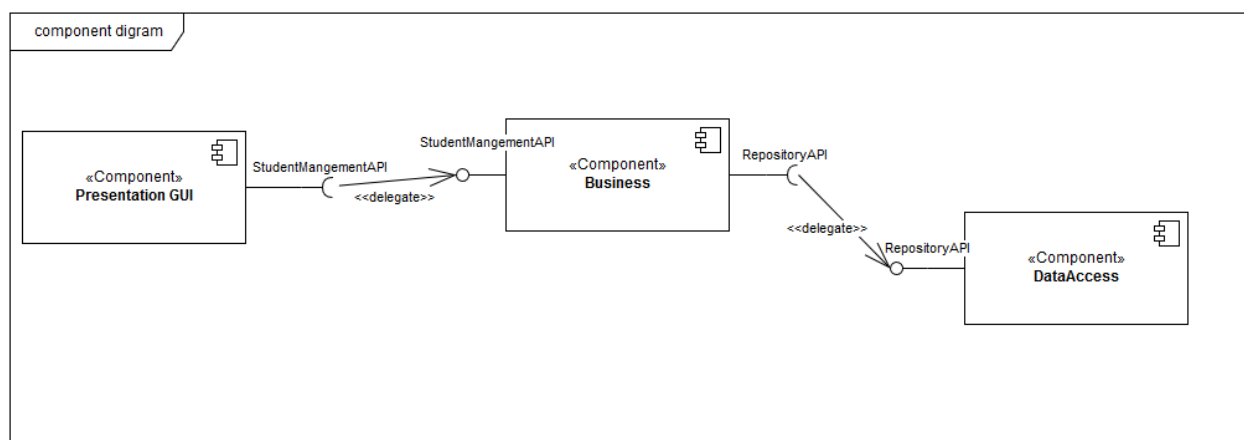 component digram
«Component»
Presentation GUI
StudentMangementAPI
<<delegate>>
StudentMangementAPI
«Component»
Business
RepositoryAPI
<<delegate>>
RepositoryAPI
«Component»
DataAccess